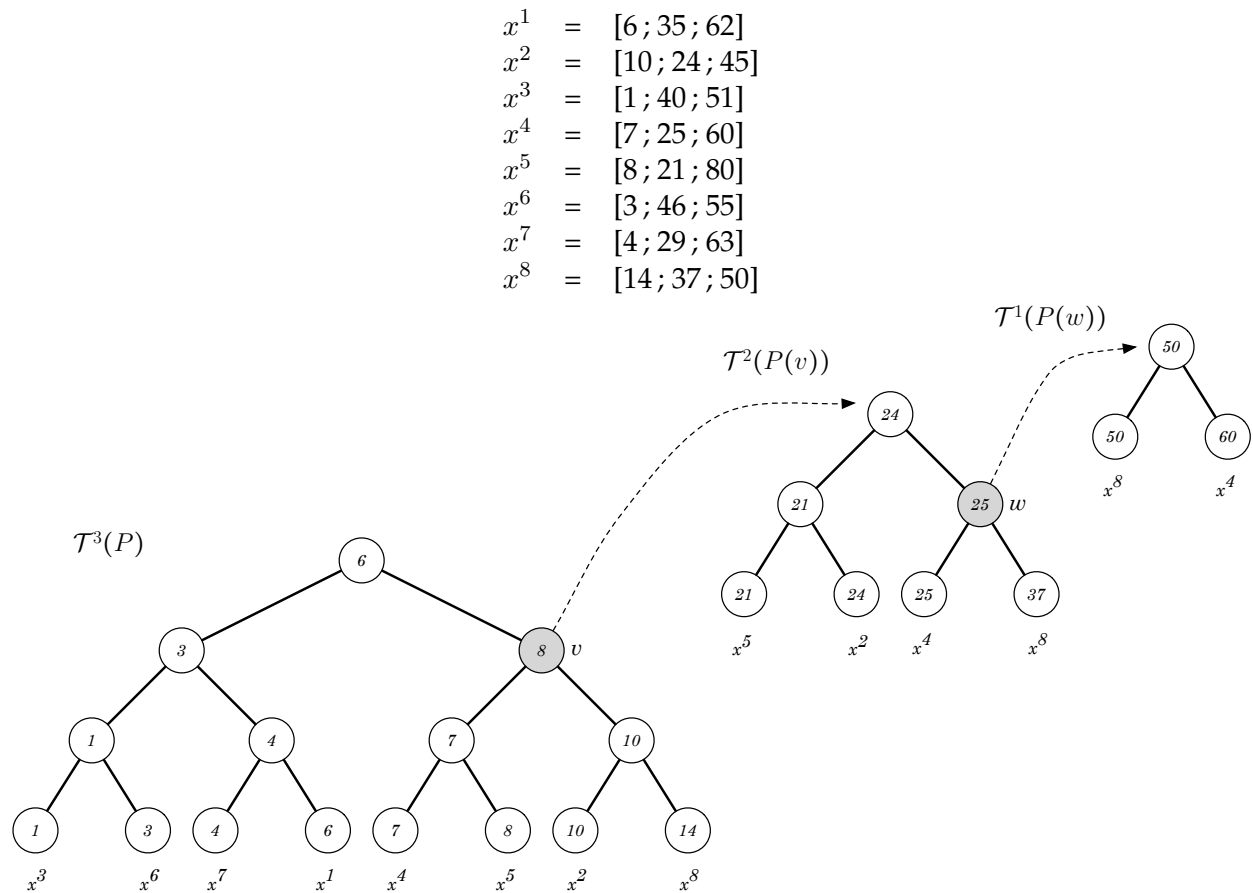 x^1 = [6 ; 35 ; 62]
x^2 = [10 ; 24 ; 45]
x^3 = [1 ; 40 ; 51]
x^4 = [7 ; 25 ; 60]
x^5 = [8 ; 21 ; 80]
x^6 = [3 ; 46 ; 55]
x^7 = [4 ; 29 ; 63]
x^8 = [14 ; 37 ; 50]
𝒯^1(P(w))
50
50 60
x^8 x^4
𝒯^2(P(v))
24
21 25 w
21 24 25 37
x^5 x^2 x^4 x^8
𝒯^3(P)
6
3 8 v
1 4 7 10
1 3 4 6 7 8 10 14
x^3 x^6 x^7 x^1 x^4 x^5 x^2 x^8